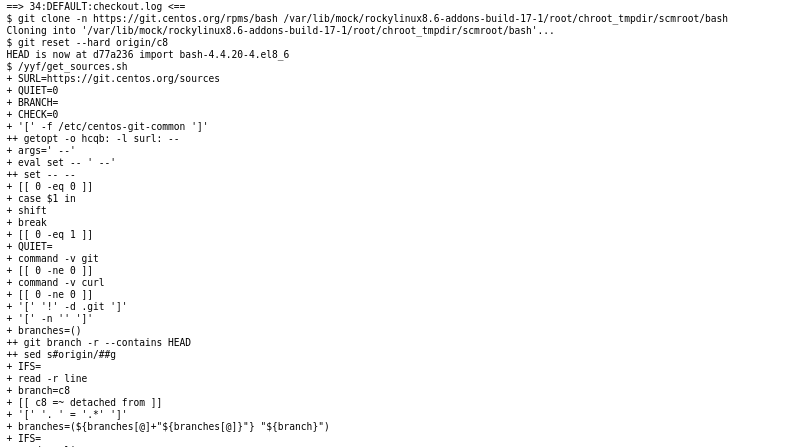 ==> 34:DEFAULT:checkout.log <==
$ git clone -n https://git.centos.org/rpms/bash /var/lib/mock/rockylinux8.6-addons-build-17-1/root/chroot_tmpdir/scmroot/bash
Cloning into '/var/lib/mock/rockylinux8.6-addons-build-17-1/root/chroot_tmpdir/scmroot/bash'...
$ git reset --hard origin/c8
HEAD is now at d77a236 import bash-4.4.20-4.el8_6
$ /yyf/get_sources.sh
+ SURL=https://git.centos.org/sources
+ QUIET=0
+ BRANCH=
+ CHECK=0
+ '[' -f /etc/centos-git-common ']'
++ getopt -o hcqb: -l surl: --
+ args=' --'
+ eval set -- ' --'
++ set -- --
+ [[ 0 -eq 0 ]]
+ case $1 in
+ shift
+ break
+ [[ 0 -eq 1 ]]
+ QUIET=
+ command -v git
+ [[ 0 -ne 0 ]]
+ command -v curl
+ [[ 0 -ne 0 ]]
+ '[' '!' -d .git ']'
+ '[' -n '' ']'
+ branches=()
++ git branch -r --contains HEAD
++ sed s#origin/##g
+ IFS=
+ read -r line
+ branch=c8
+ [[ c8 =~ detached from ]]
+ '[' '. ' = '.*' ']'
+ branches=(${branches[@]+"${branches[@]}"} "${branch}")
+ IFS=